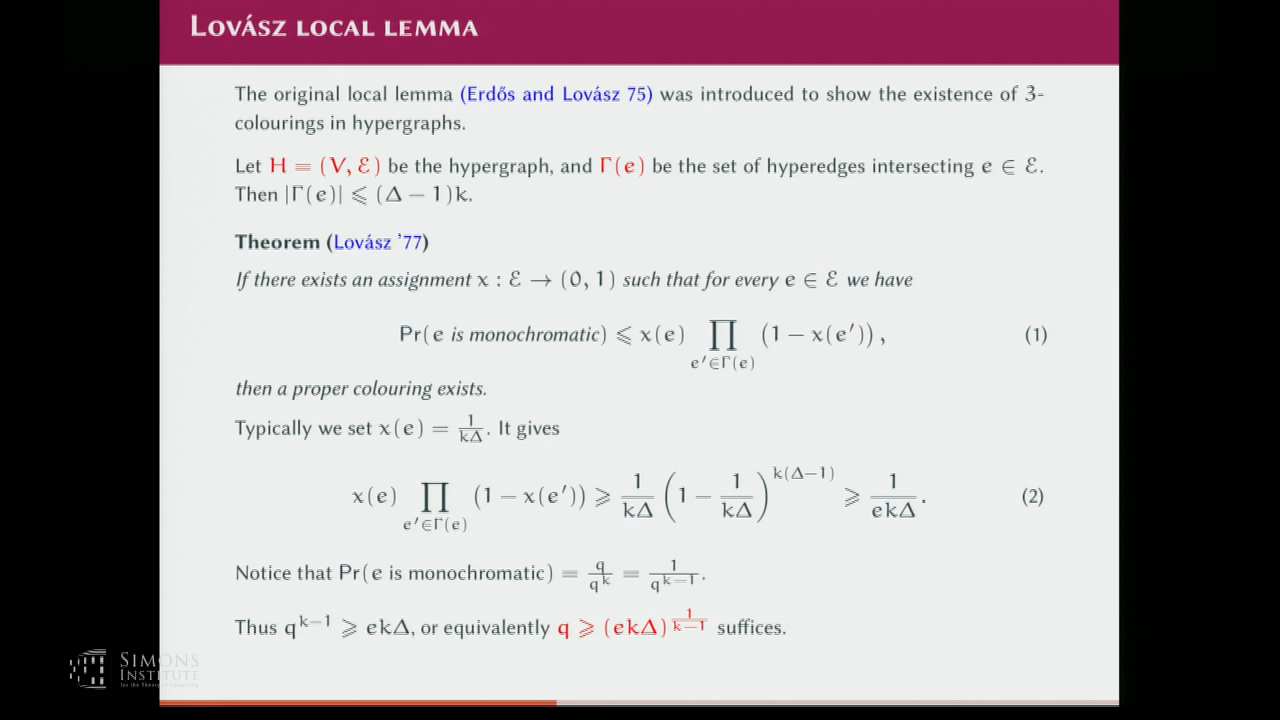 LOVÁSZ LOCAL LEMMA
The original local lemma (Erdős and Lovász 75) was introduced to show the existence of 3-
colourings in hypergraphs.
Let H = (V, ℰ) be the hypergraph, and Γ(e) be the set of hyperedges intersecting e ∈ ℰ.
Then |Γ(e)| ⩽ (Δ − 1)k.
Theorem (Lovász '77)
If there exists an assignment x : ℰ → (0, 1) such that for every e ∈ ℰ we have
Pr(e is monochromatic) ⩽ x(e) ∏_{e′∈Γ(e)} (1 − x(e′)), (1)
then a proper colouring exists.
Typically we set x(e) = 1/kΔ. It gives
x(e) ∏_{e′∈Γ(e)} (1 − x(e′)) ⩾ 1/kΔ (1 − 1/kΔ)^{k(Δ−1)} ⩾ 1/ekΔ. (2)
Notice that Pr(e is monochromatic) = q/q^k = 1/q^{k−1}.
Thus q^{k−1} ⩾ ekΔ, or equivalently q ⩾ (ekΔ)^{1/(k−1)} suffices.
SIMONS
INSTITUTE
for the Theory of Computing